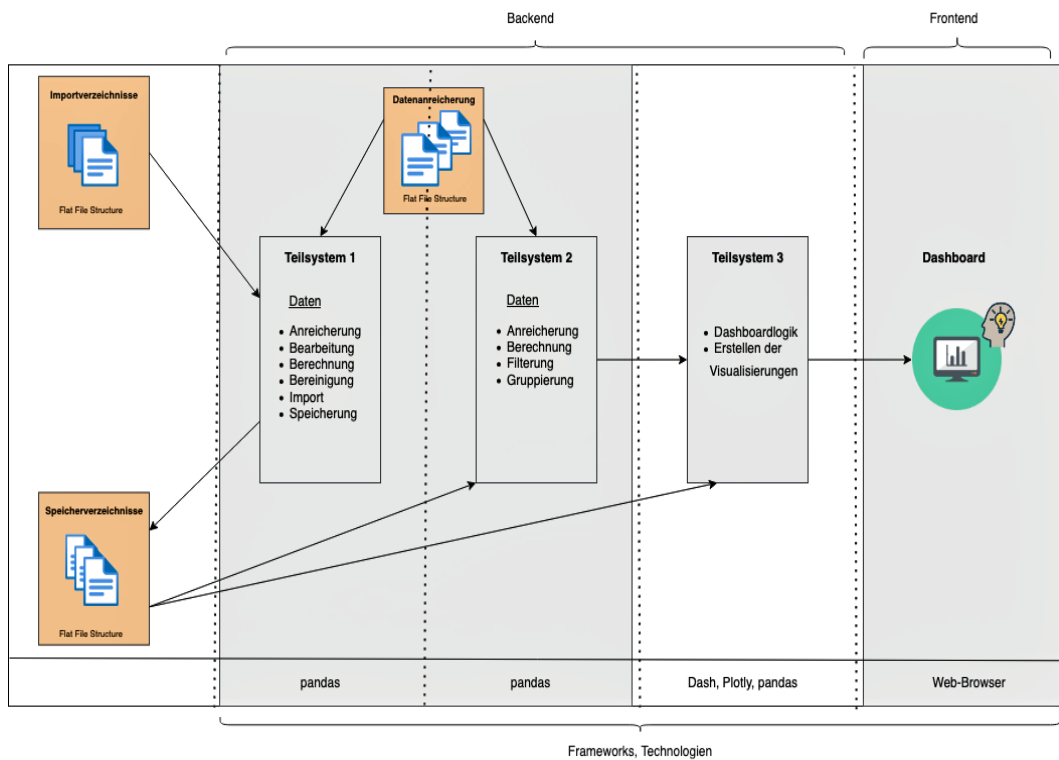 Backend
Frontend
Importverzeichnisse
Flat File Structure
Datenanreicherung
Flat File Structure
Teilsystem 1
Daten
• Anreicherung
• Bearbeitung
• Berechnung
• Bereinigung
• Import
• Speicherung
Teilsystem 2
Daten
• Anreicherung
• Berechnung
• Filterung
• Gruppierung
Teilsystem 3
• Dashboardlogik
• Erstellen der
Visualisierungen
Dashboard
Speicherverzeichnisse
Flat File Structure
pandas
pandas
Dash, Plotly, pandas
Web-Browser
Frameworks, Technologien